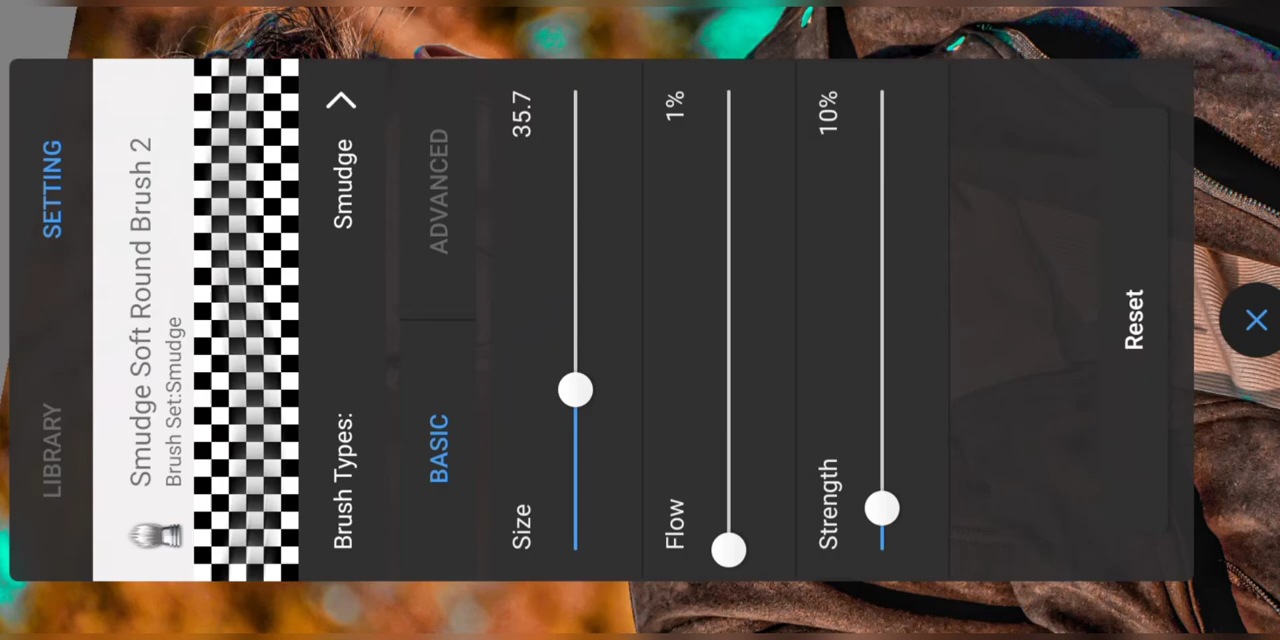 LIBRARY SETTING
Smudge Soft Round Brush 2
Brush Set:Smudge
Brush Types: Smudge
BASIC ADVANCED
Size 35.7
Flow 1%
Strength 10%
Reset